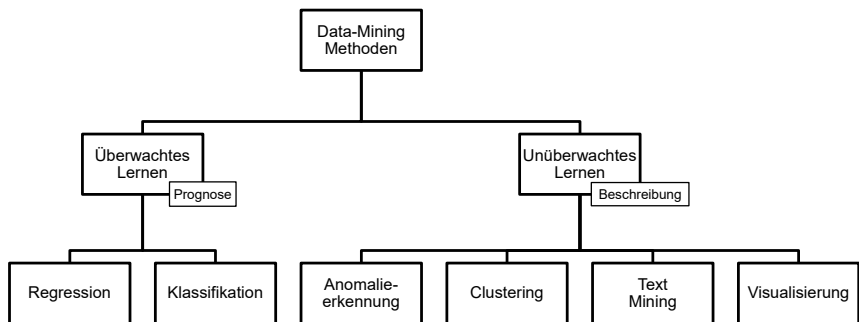 Data-Mining
Methoden
Überwachtes
Lernen
Prognose
Unüberwachtes
Lernen
Beschreibung
Regression
Klassifikation
Anomalie-
erkennung
Clustering
Text
Mining
Visualisierung